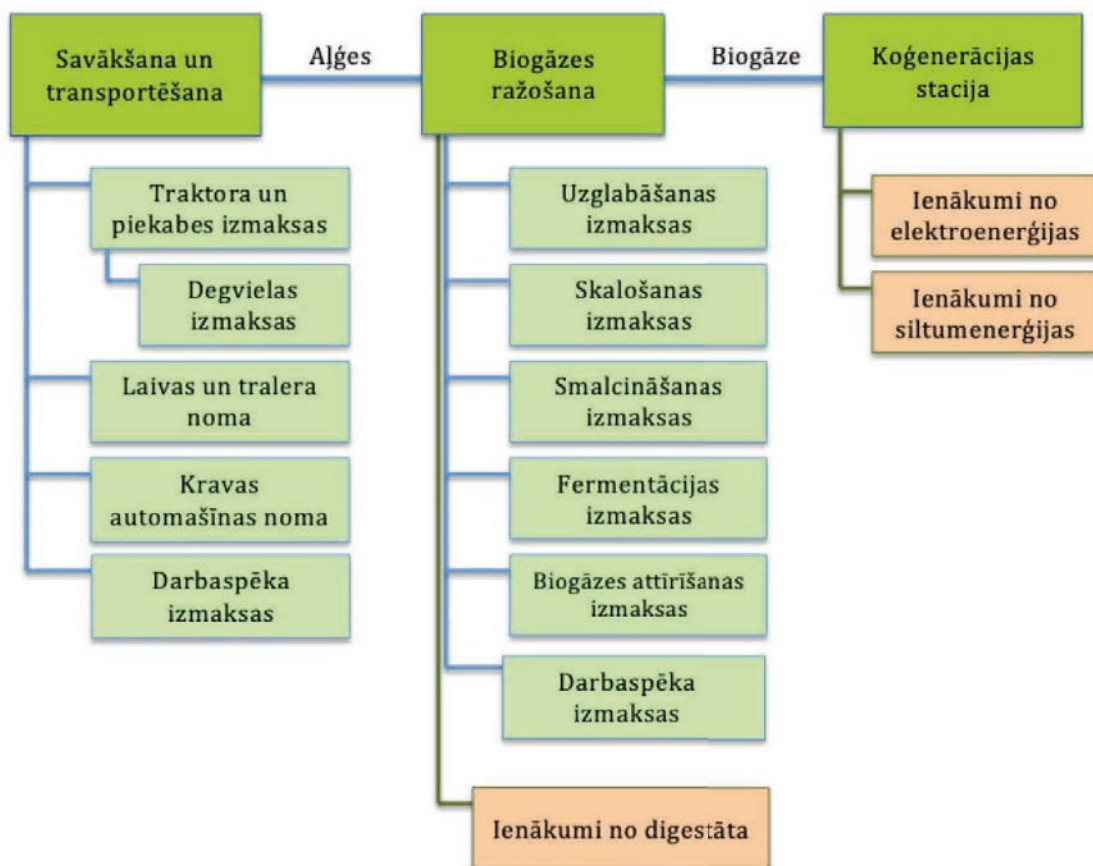 Savākšana un
transportēšana
Aļģes
Biogāzes
ražošana
Biogāze
Koģenerācijas
stacija
Traktora un
piekabes izmaksas
Degvielas
izmaksas
Laivas un tralera
noma
Kravas
automašīnas noma
Darbaspēka
izmaksas
Uzglabāšanas
izmaksas
Skalošanas
izmaksas
Smalcināšanas
izmaksas
Fermentācijas
izmaksas
Biogāzes attīrīšanas
izmaksas
Darbaspēka
izmaksas
Ienākumi no digestāta
Ienākumi no
elektroenerģijas
Ienākumi no
siltumenerģijas